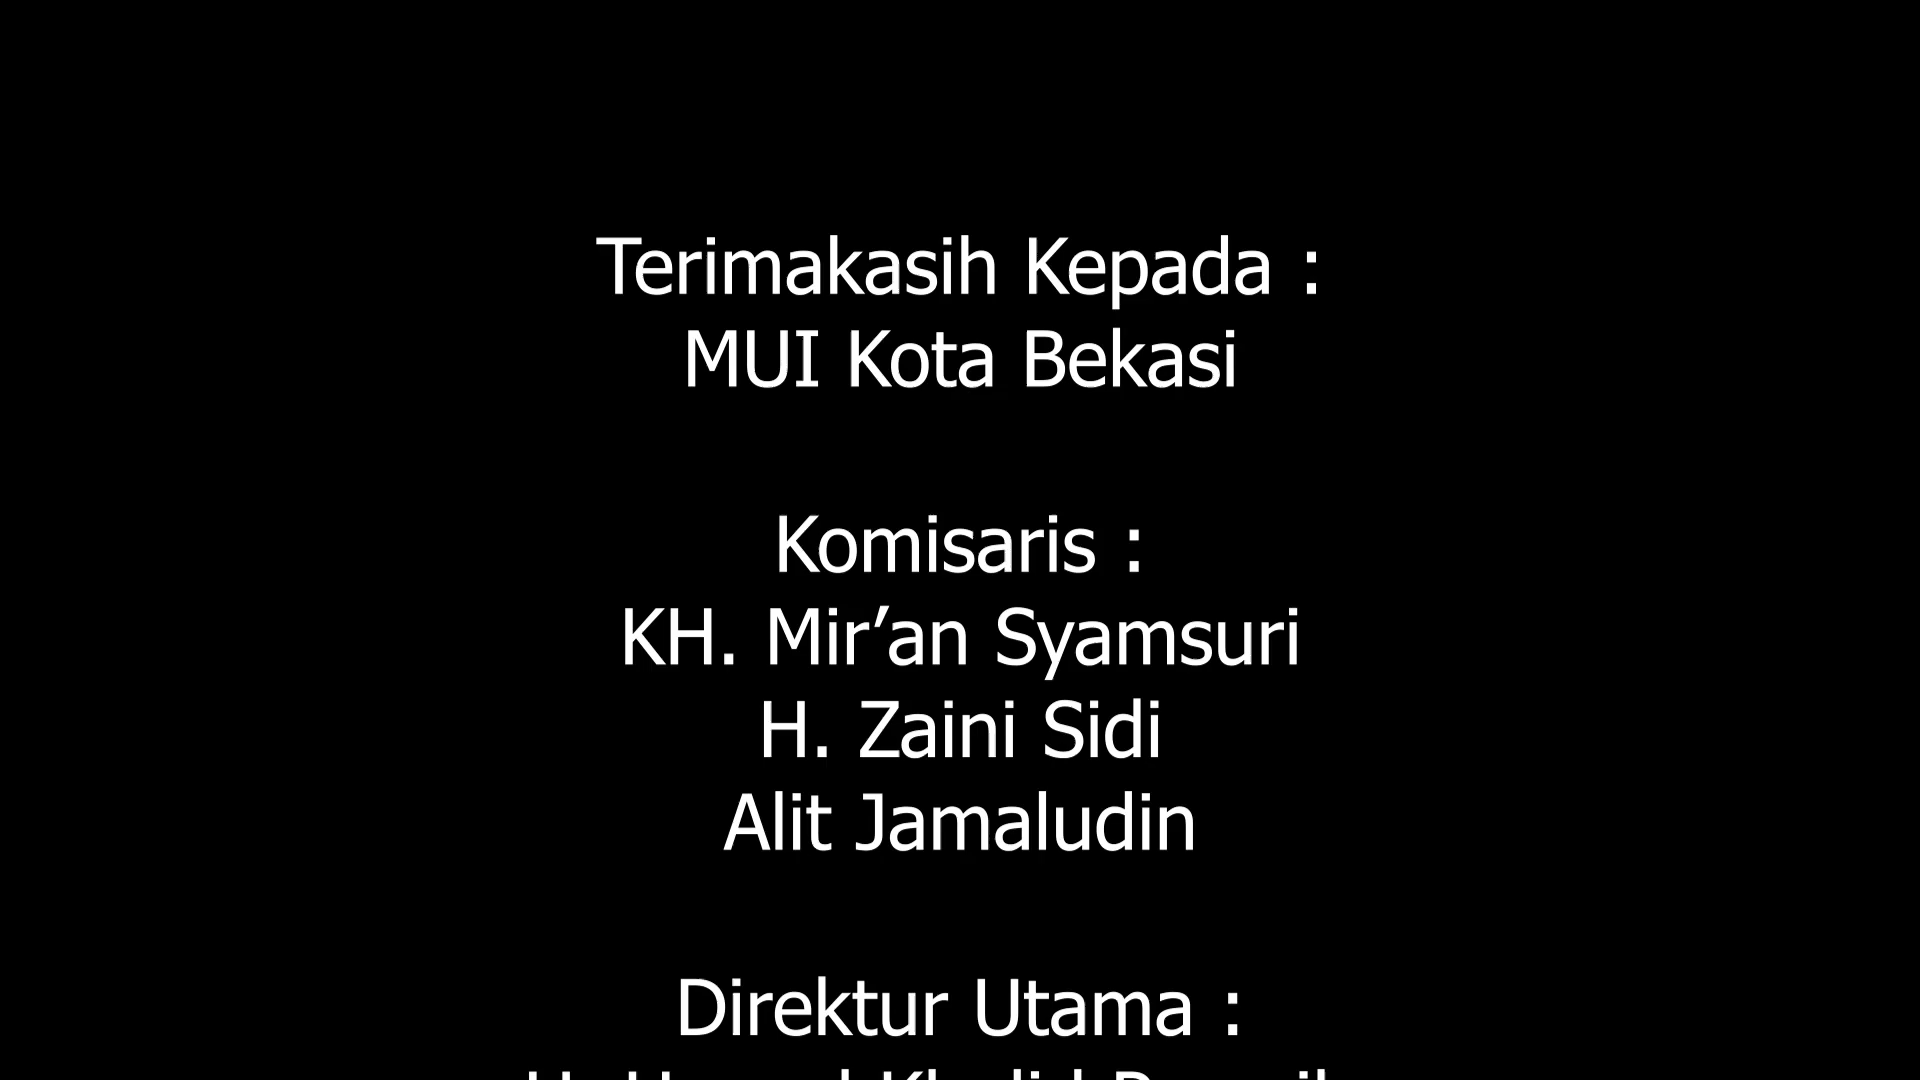 Terimakasih Kepada :
MUI Kota Bekasi
Komisaris :
KH. Mir’an Syamsuri
H. Zaini Sidi
Alit Jamaludin
Direktur Utama :